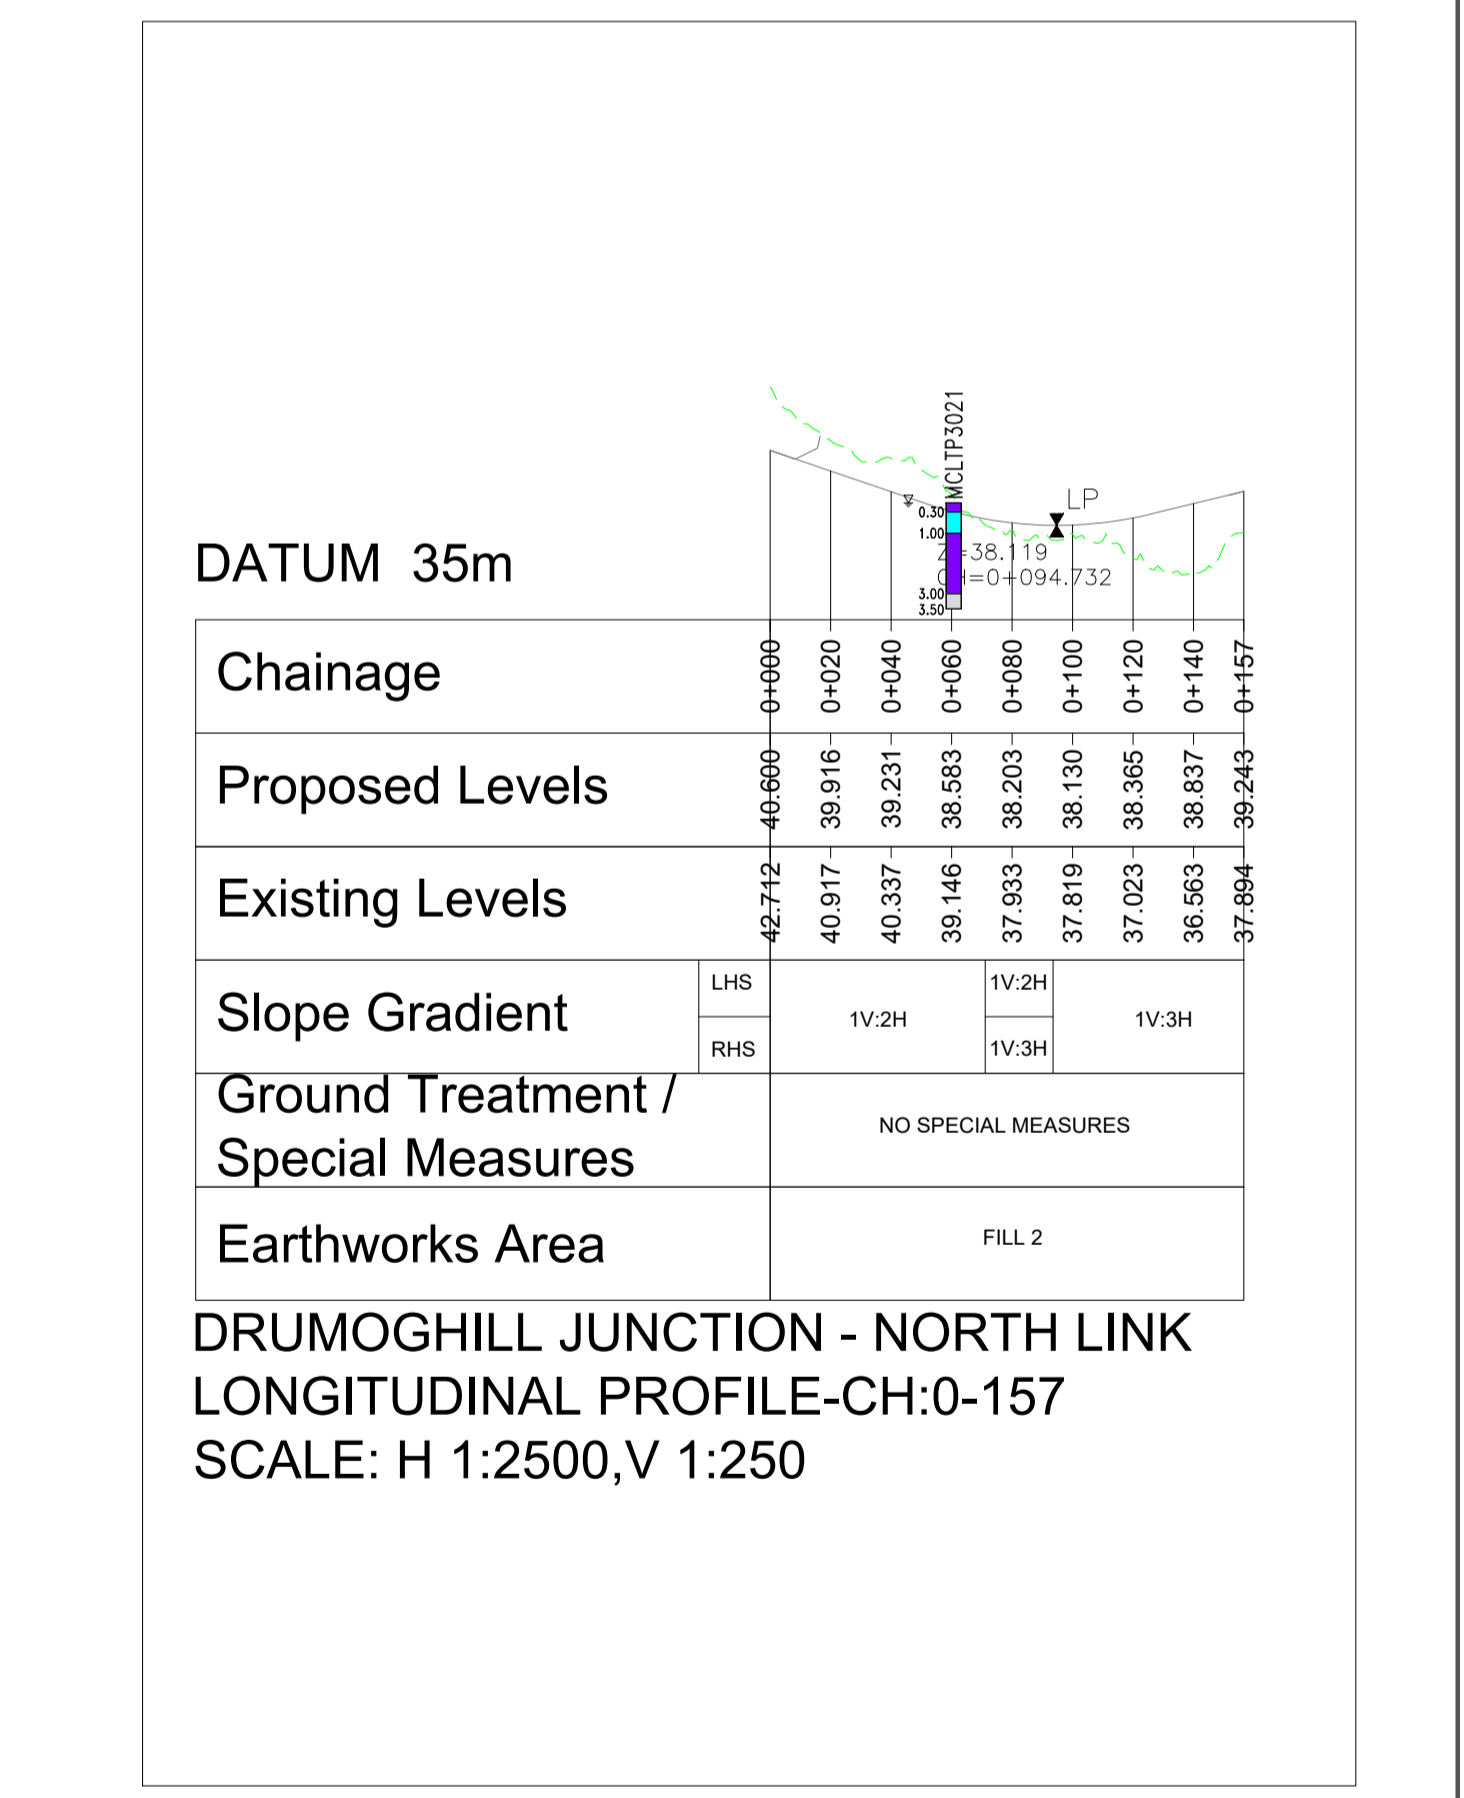 MCLTP3021
LP
0.30
1.00
Z=38.119
CH=0+094.732
3.00
3.50
DATUM 35m
Chainage 0+000 0+020 0+040 0+060 0+080 0+100 0+120 0+140 0+157
Proposed Levels 40.600 39.916 39.231 38.583 38.203 38.130 38.365 38.837 39.243
Existing Levels 42.712 40.917 40.337 39.146 37.933 37.819 37.023 36.563 37.894
Slope Gradient
LHS 1V:2H
1V:2H 1V:3H
RHS 1V:3H
Ground Treatment /
Special Measures
NO SPECIAL MEASURES
Earthworks Area FILL 2
DRUMOGHILL JUNCTION - NORTH LINK
LONGITUDINAL PROFILE-CH:0-157
SCALE: H 1:2500,V 1:250